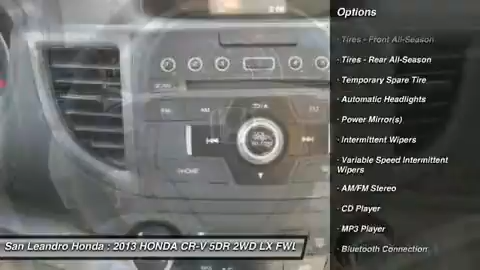 Options
· Tires - Front All-Season
· Tires - Rear All-Season
· Temporary Spare Tire
· Automatic Headlights
· Power Mirror(s)
· Intermittent Wipers
· Variable Speed Intermittent
Wipers
· AM/FM Stereo
· CD Player
· MP3 Player
· Bluetooth Connection
San Leandro Honda : 2013 HONDA CR-V 5DR 2WD LX FWL